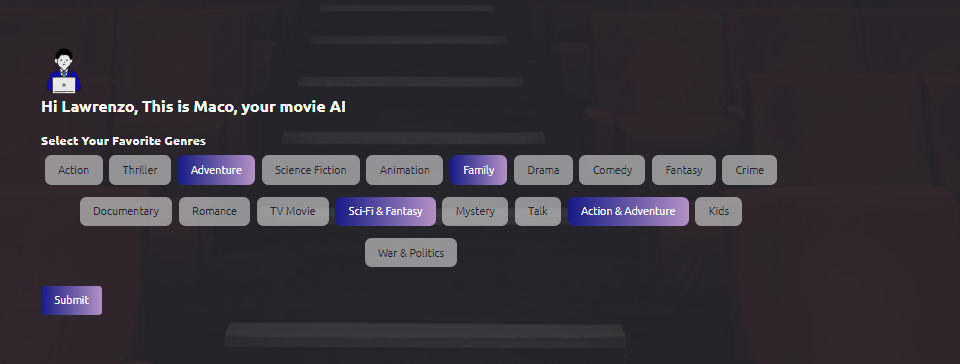 Hi Lawrenzo, This is Maco, your movie AI
Select Your Favorite Genres
Action Thriller Adventure Science Fiction Animation Family Drama Comedy Fantasy Crime
Documentary Romance TV Movie Sci-Fi & Fantasy Mystery Talk Action & Adventure Kids
War & Politics
Submit